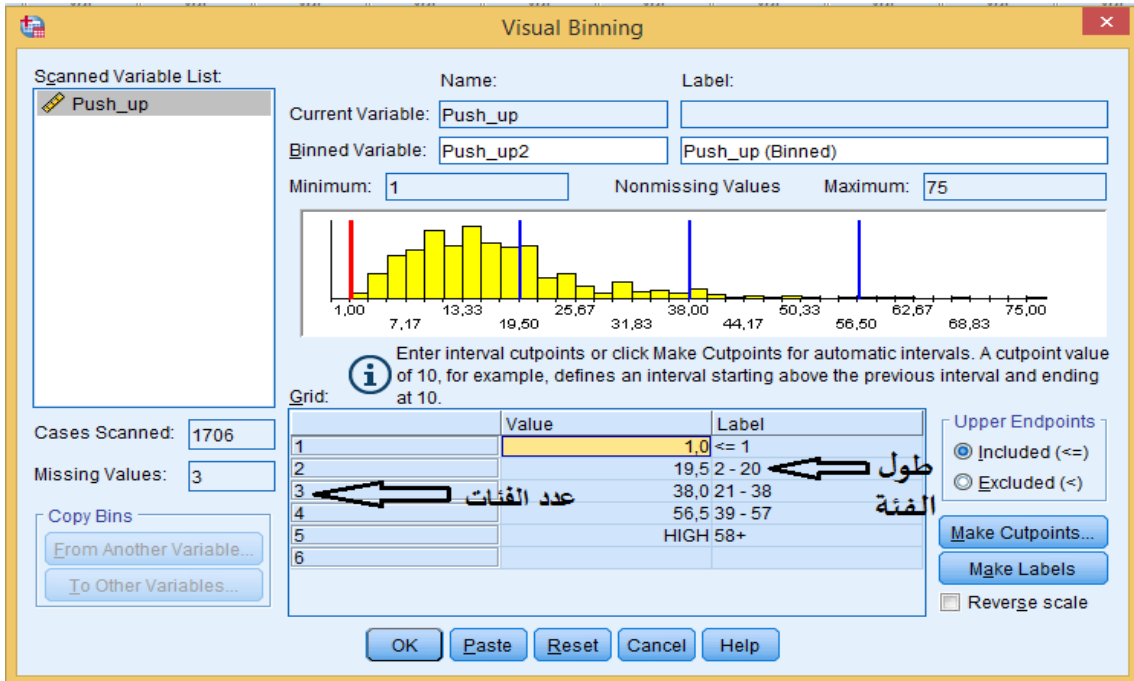 Visual Binning
Scanned Variable List:
Push_up
Name:
Label:
Current Variable:
Push_up
Binned Variable:
Push_up2
Push_up (Binned)
Minimum:
1
Nonmissing Values
Maximum:
75
1,00 13,33 25,67 38,00 50,33 62,67 75,00
7,17 19,50 31,83 44,17 56,50 68,83
Enter interval cutpoints or click Make Cutpoints for automatic intervals. A cutpoint value
of 10, for example, defines an interval starting above the previous interval and ending
at 10.
Grid:
Value Label
1 1,0 <= 1
2 19,5 2 - 20
3 38,0 21 - 38
4 56,5 39 - 57
5 HIGH 58+
6
طول
الفئة
عدد الفئات
Cases Scanned:
1706
Missing Values:
3
Copy Bins
From Another Variable...
To Other Variables...
Upper Endpoints
Included (<=)
Excluded (<)
Make Cutpoints...
Make Labels
Reverse scale
OK Paste Reset Cancel Help